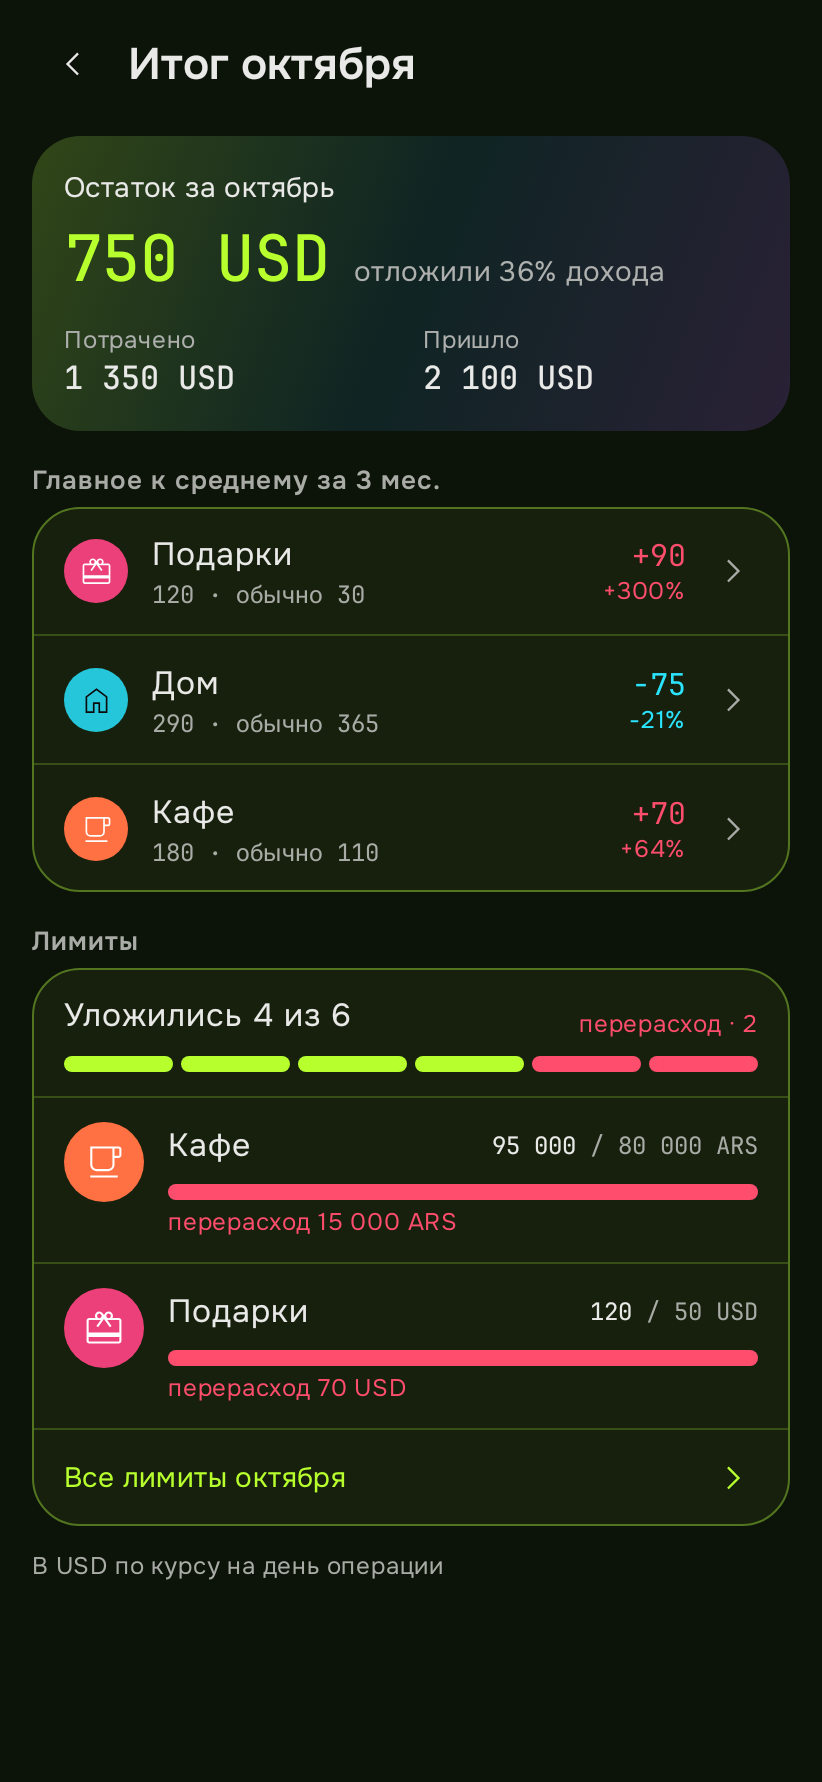 Итог октября
Остаток за октябрь
750 USD отложили 36% дохода
Потрачено Пришло
1 350 USD 2 100 USD
Главное к среднему за 3 мес.
Подарки +90
120 · обычно 30 +300%
Дом -75
290 · обычно 365 -21%
Кафе +70
180 · обычно 110 +64%
Лимиты
Уложились 4 из 6 перерасход · 2
Кафе 95 000 / 80 000 ARS
перерасход 15 000 ARS
Подарки 120 / 50 USD
перерасход 70 USD
Все лимиты октября
В USD по курсу на день операции